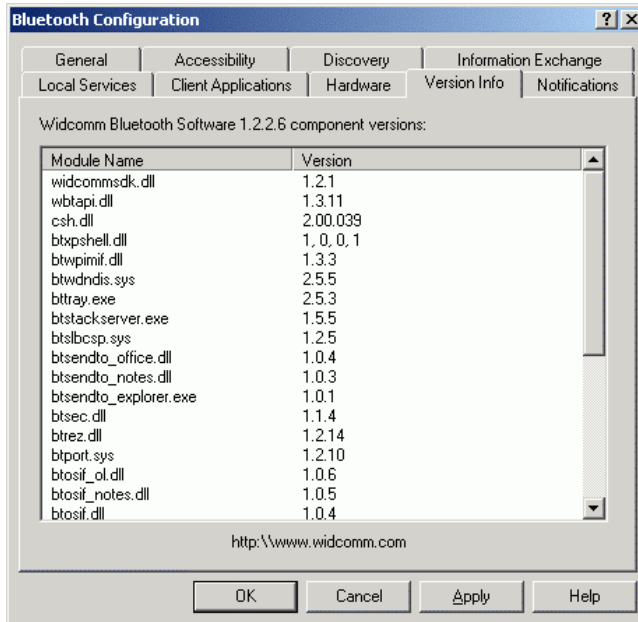 Bluetooth Configuration
General Accessibility Discovery Information Exchange
Local Services Client Applications Hardware Version Info Notifications
Widcomm Bluetooth Software 1.2.2.6 component versions:
Module Name Version
widcommsdk.dll 1.2.1
wbtapi.dll 1.3.11
csh.dll 2.00.039
btxpshell.dll 1, 0, 0, 1
btwpimif.dll 1.3.3
btwdndis.sys 2.5.5
bttray.exe 2.5.3
btstackserver.exe 1.5.5
btslbcsp.sys 1.2.5
btsendto_office.dll 1.0.4
btsendto_notes.dll 1.0.3
btsendto_explorer.exe 1.0.1
btsec.dll 1.1.4
btrez.dll 1.2.14
btport.sys 1.2.10
btosif_ol.dll 1.0.6
btosif_notes.dll 1.0.5
btosif.dll 1.0.4
http:\\www.widcomm.com
OK Cancel Apply Help